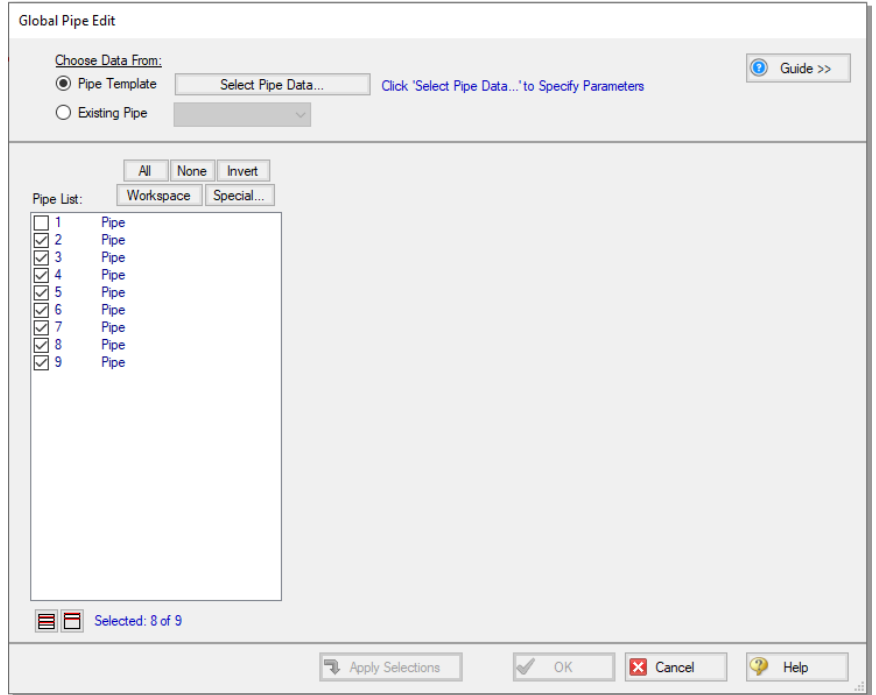 Global Pipe Edit
Choose Data From:
Guide >>
Pipe Template
Select Pipe Data...
Click 'Select Pipe Data...' to Specify Parameters
Existing Pipe
All
None
Invert
Pipe List:
Workspace
Special...
1 Pipe
2 Pipe
3 Pipe
4 Pipe
5 Pipe
6 Pipe
7 Pipe
8 Pipe
9 Pipe
Selected: 8 of 9
Apply Selections
OK
Cancel
Help